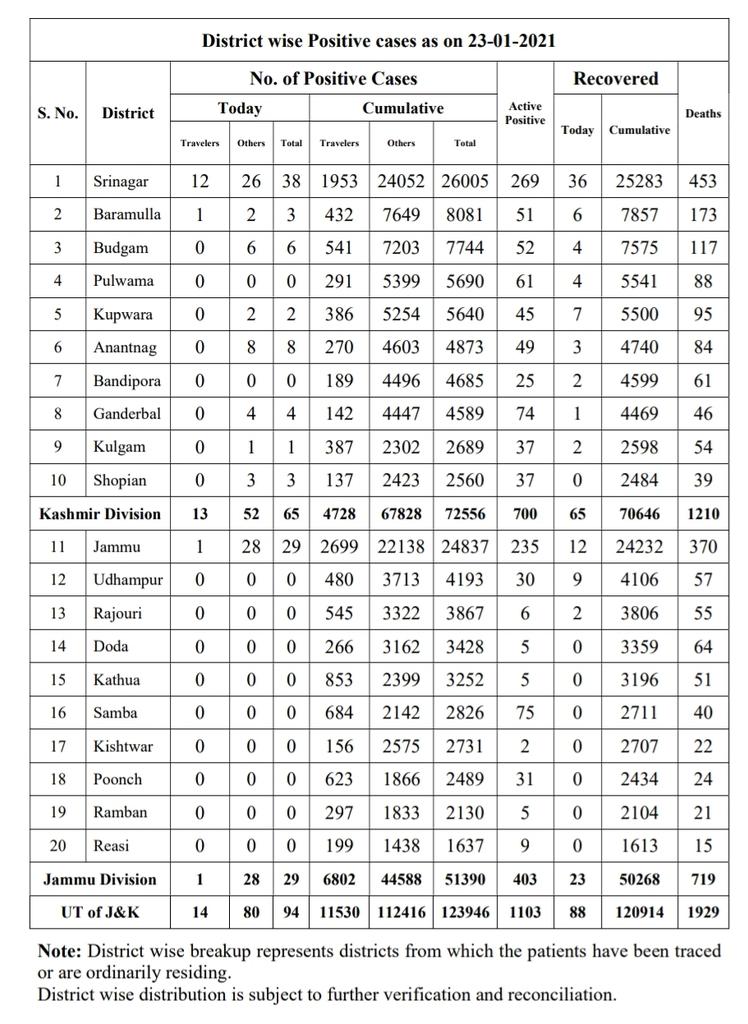 District wise Positive cases as on 23-01-2021
S. No. District No. of Positive Cases Active Positive Recovered Deaths
Today Cumulative Today Cumulative
Travelers Others Total Travelers Others Total
1 Srinagar 12 26 38 1953 24052 26005 269 36 25283 453
2 Baramulla 1 2 3 432 7649 8081 51 6 7857 173
3 Budgam 0 6 6 541 7203 7744 52 4 7575 117
4 Pulwama 0 0 0 291 5399 5690 61 4 5541 88
5 Kupwara 0 2 2 386 5254 5640 45 7 5500 95
6 Anantnag 0 8 8 270 4603 4873 49 3 4740 84
7 Bandipora 0 0 0 189 4496 4685 25 2 4599 61
8 Ganderbal 0 4 4 142 4447 4589 74 1 4469 46
9 Kulgam 0 1 1 387 2302 2689 37 2 2598 54
10 Shopian 0 3 3 137 2423 2560 37 0 2484 39
Kashmir Division 13 52 65 4728 67828 72556 700 65 70646 1210
11 Jammu 1 28 29 2699 22138 24837 235 12 24232 370
12 Udhampur 0 0 0 480 3713 4193 30 9 4106 57
13 Rajouri 0 0 0 545 3322 3867 6 2 3806 55
14 Doda 0 0 0 266 3162 3428 5 0 3359 64
15 Kathua 0 0 0 853 2399 3252 5 0 3196 51
16 Samba 0 0 0 684 2142 2826 75 0 2711 40
17 Kishtwar 0 0 0 156 2575 2731 2 0 2707 22
18 Poonch 0 0 0 623 1866 2489 31 0 2434 24
19 Ramban 0 0 0 297 1833 2130 5 0 2104 21
20 Reasi 0 0 0 199 1438 1637 9 0 1613 15
Jammu Division 1 28 29 6802 44588 51390 403 23 50268 719
UT of J&K 14 80 94 11530 112416 123946 1103 88 120914 1929
Note: District wise breakup represents districts from which the patients have been traced
or are ordinarily residing.
District wise distribution is subject to further verification and reconciliation.